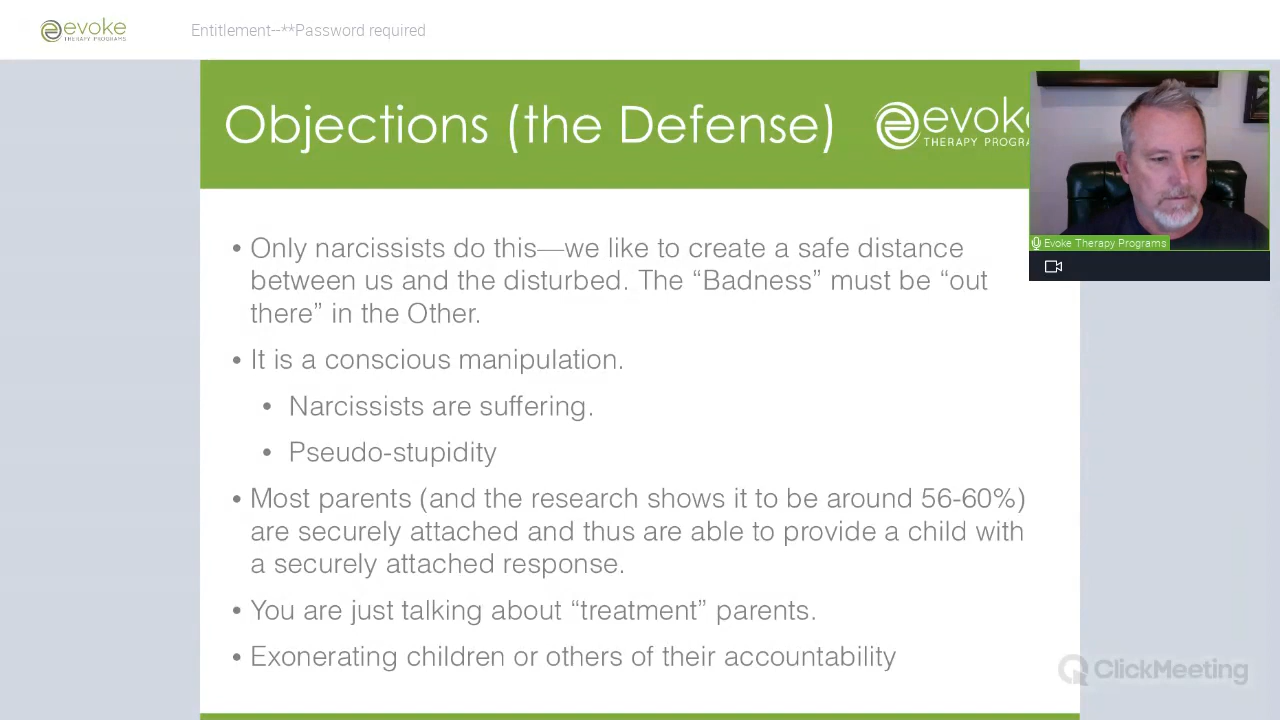 evoke
THERAPY PROGRAMS
Entitlement--**Password required
Objections (the Defense)
evoke
THERAPY PROGRA
Evoke Therapy Programs
• Only narcissists do this—we like to create a safe distance
between us and the disturbed. The “Badness” must be “out
there” in the Other.
• It is a conscious manipulation.
• Narcissists are suffering.
• Pseudo-stupidity
• Most parents (and the research shows it to be around 56-60%)
are securely attached and thus are able to provide a child with
a securely attached response.
• You are just talking about “treatment” parents.
• Exonerating children or others of their accountability
ClickMeeting